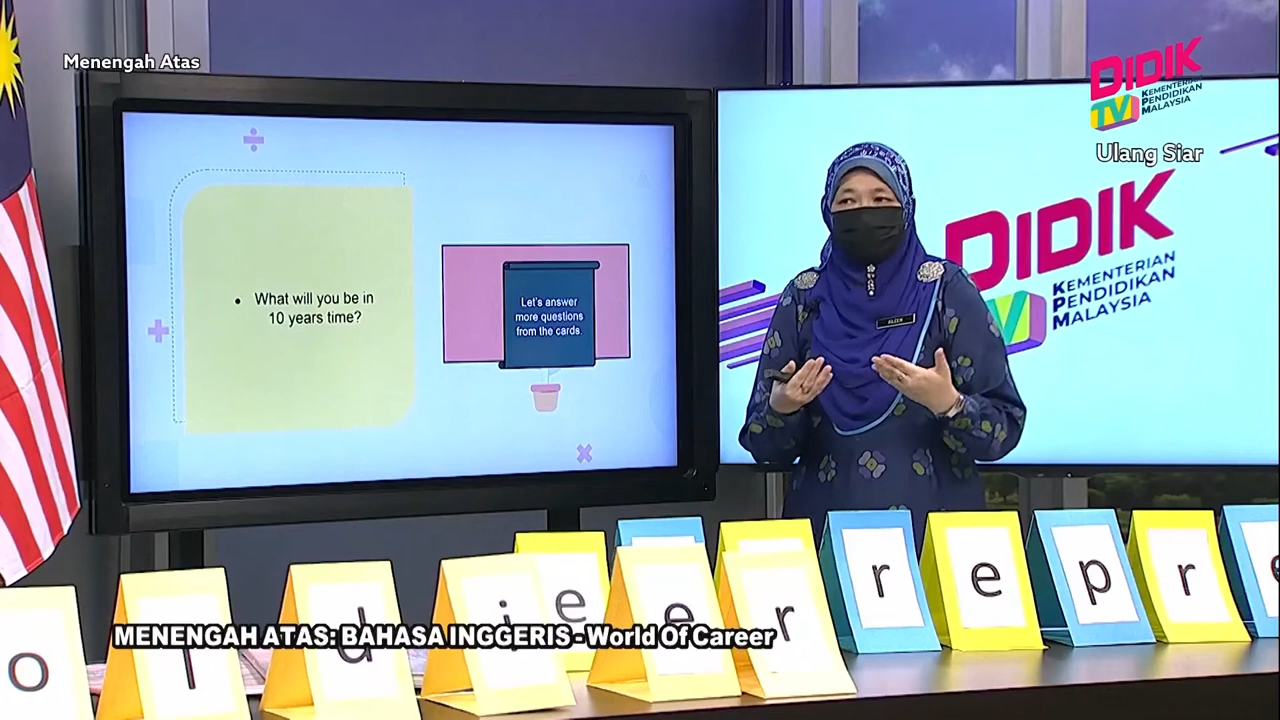 Menengah Atas
DIDIK
TV
KEMENTERIAN
PENDIDIKAN
MALAYSIA
Ulang Siar
• What will you be in
10 years time?
Let's answer
more questions
from the cards.
DIDIK
TV
KEMENTERIAN
PENDIDIKAN
MALAYSIA
r e p r
e
o l d i e r
MENENGAH ATAS: BAHASA INGGERIS - World Of Career